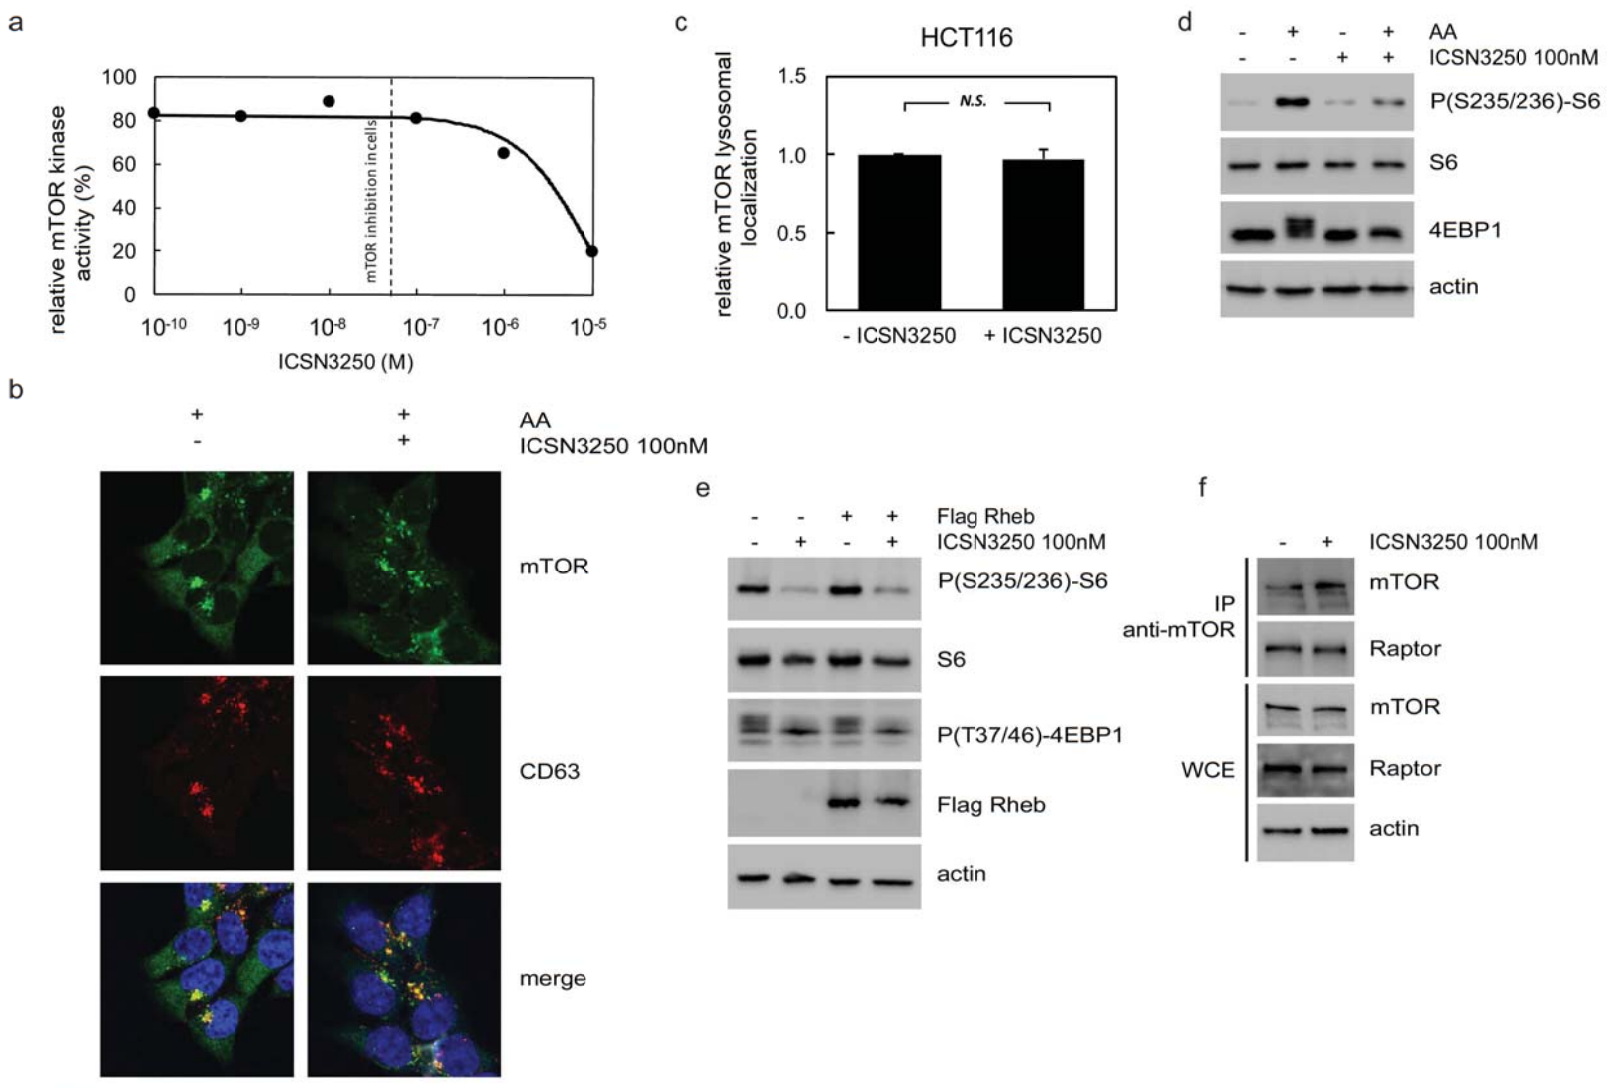 a
relative mTOR kinase
activity (%)
100
80
60
40
20
0
mTOR inhibition in cells
10-10
10-9
10-8
10-7
10-6
10-5
ICSN3250 (M)
b
+ +
AA
- +
ICSN3250 100nM
mTOR
CD63
merge
c
HCT116
relative mTOR lysosomal
localization
1.5
1.0
0.5
0.0
N.S.
- ICSN3250
+ ICSN3250
d
- + - + AA
- - + + ICSN3250 100nM
P(S235/236)-S6
S6
4EBP1
actin
e
- - + + Flag Rheb
- + - + ICSN3250 100nM
P(S235/236)-S6
S6
P(T37/46)-4EBP1
Flag Rheb
actin
f
- + ICSN3250 100nM
IP
anti-mTOR
mTOR
Raptor
WCE
mTOR
Raptor
actin